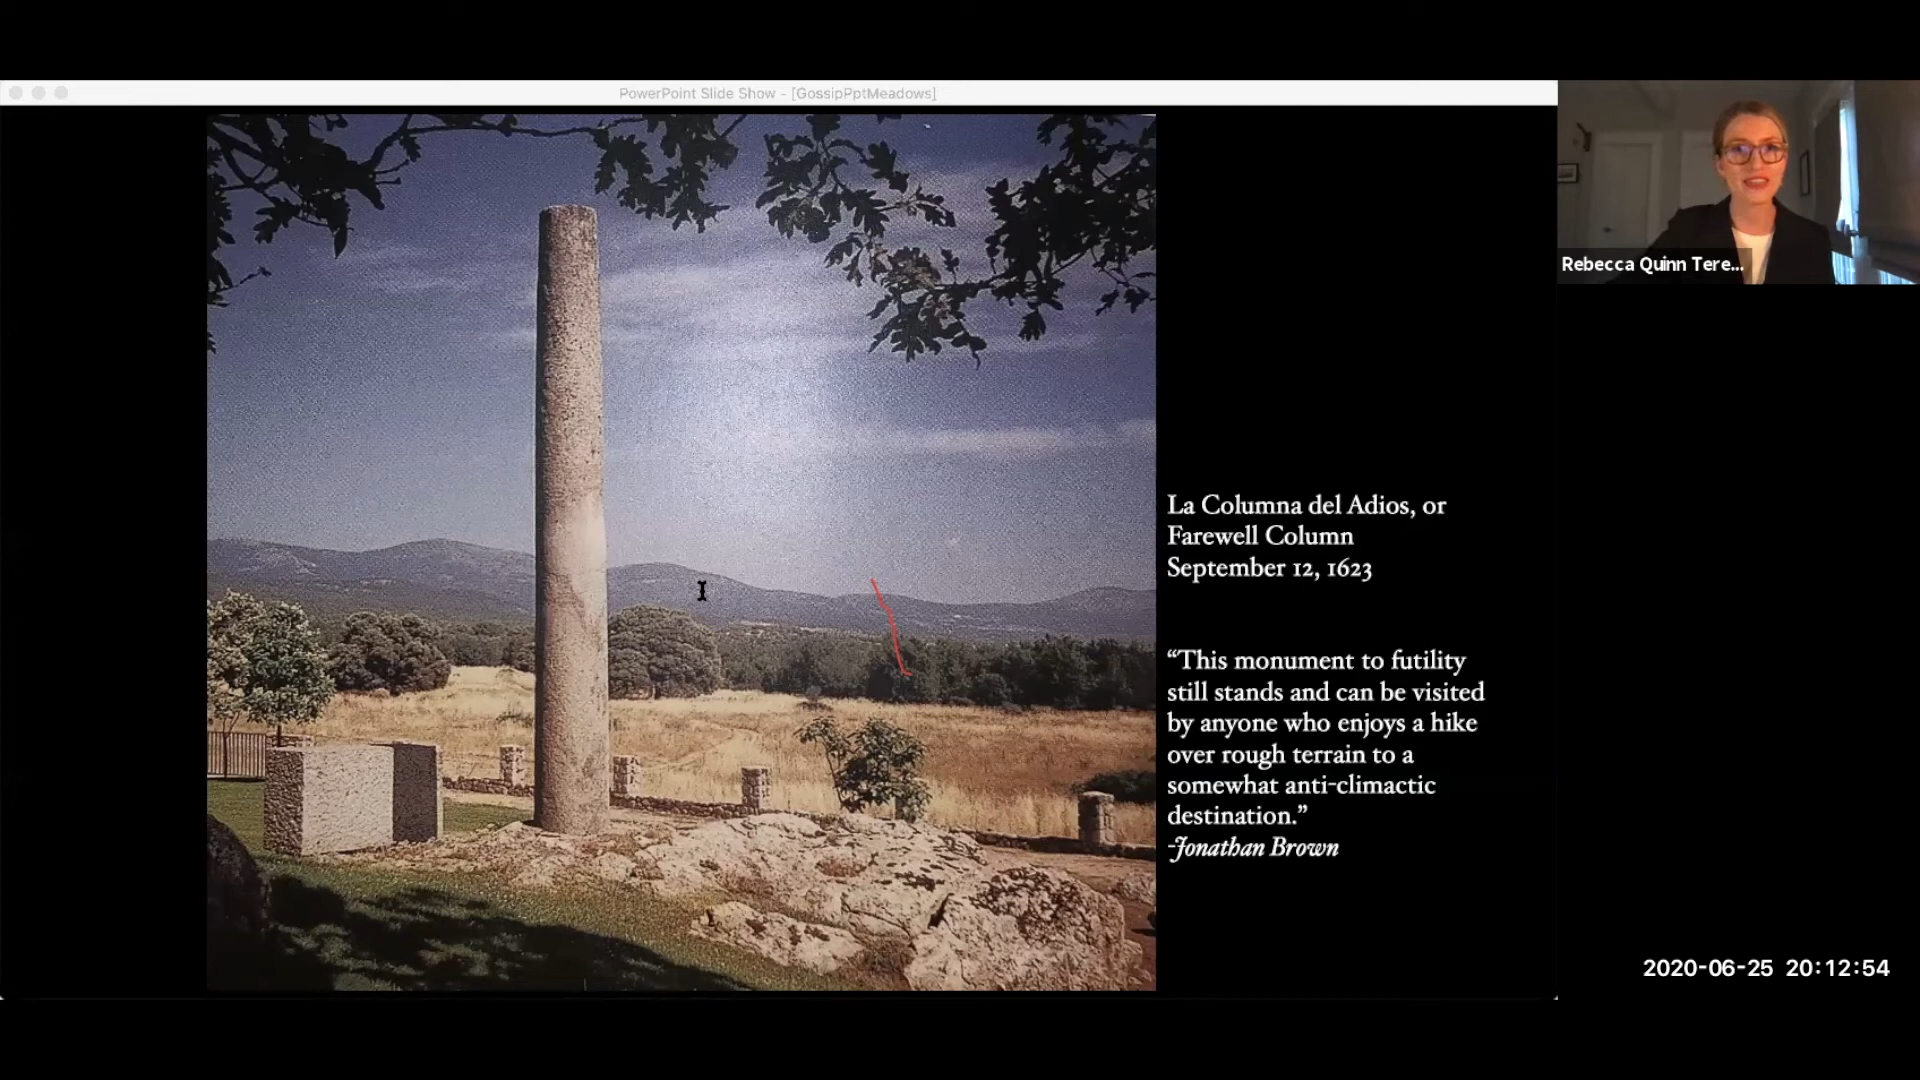 PowerPoint Slide Show - [GossipPptMeadows]
Rebecca Quinn Tere...
La Columna del Adios, or
Farewell Column
September 12, 1623
“This monument to futility
still stands and can be visited
by anyone who enjoys a hike
over rough terrain to a
somewhat anti-climactic
destination.”
-Jonathan Brown
2020-06-25 20:12:54